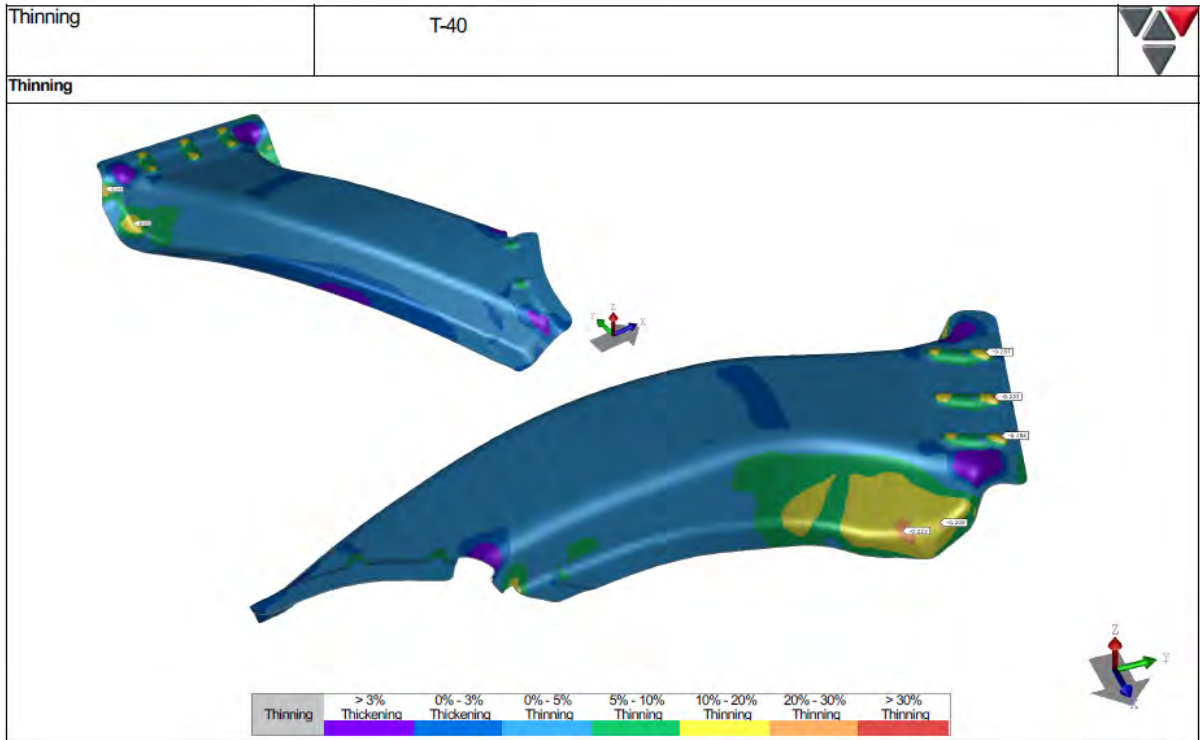 Thinning
T-40
Thinning
Z
Y
X
Z
Y
X
Thinning
> 3%
Thickening
0% - 3%
Thickening
0% - 5%
Thinning
5% - 10%
Thinning
10% - 20%
Thinning
20% - 30%
Thinning
> 30%
Thinning